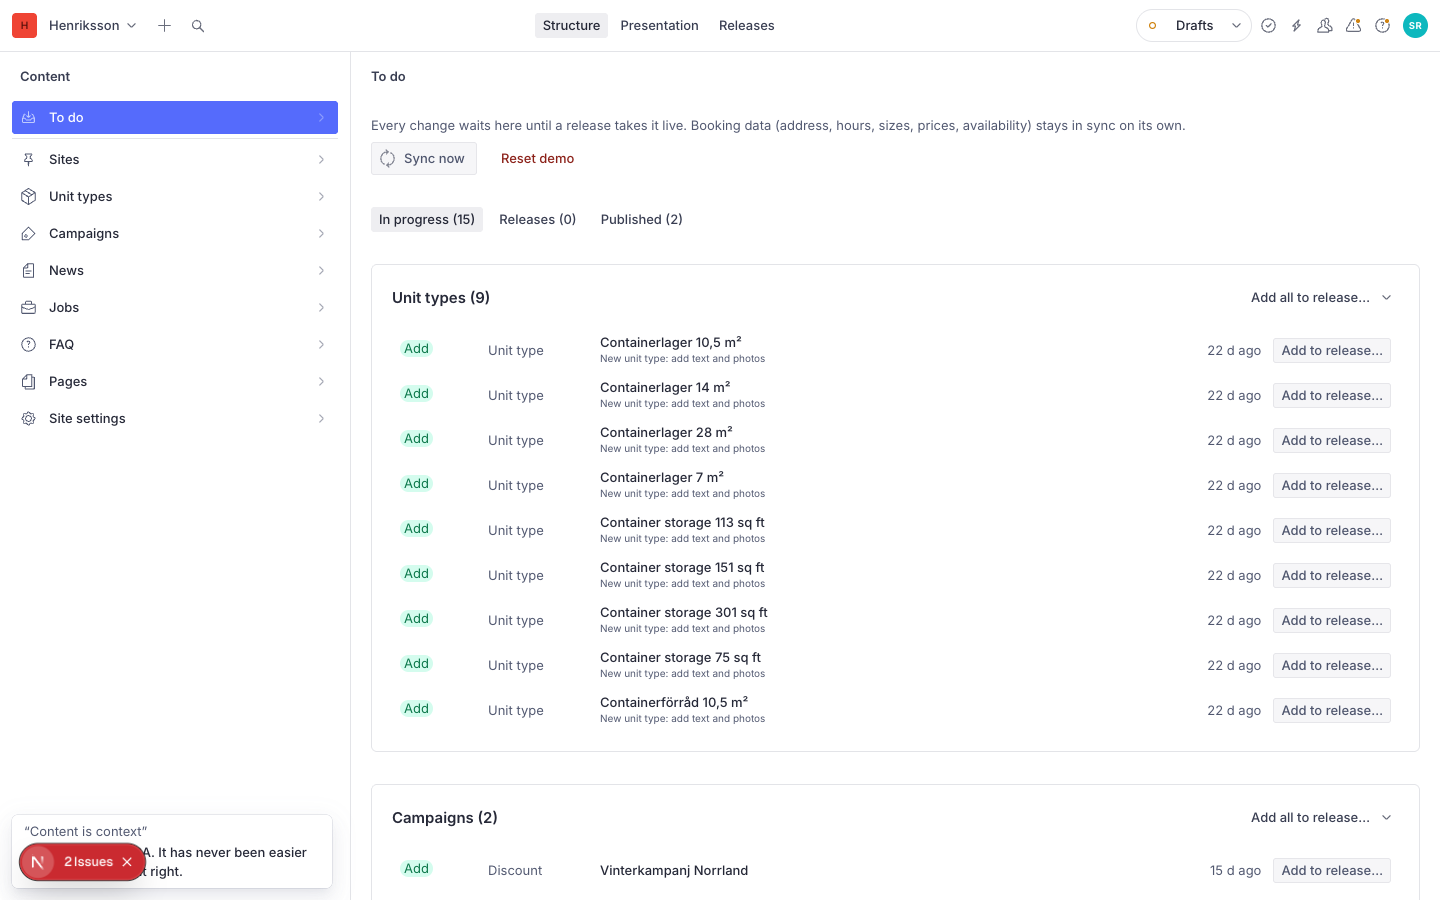 H Henriksson Structure Presentation Releases Drafts SR
Content
To do
Sites
Unit types
Campaigns
News
Jobs
FAQ
Pages
Site settings
“Content is context”
A. It has never been easier
t right.
2 Issues
To do
Every change waits here until a release takes it live. Booking data (address, hours, sizes, prices, availability) stays in sync on its own.
Sync now Reset demo
In progress (15) Releases (0) Published (2)
Unit types (9) Add all to release...
Add Unit type Containerlager 10,5 m² 22 d ago Add to release...
New unit type: add text and photos
Add Unit type Containerlager 14 m² 22 d ago Add to release...
New unit type: add text and photos
Add Unit type Containerlager 28 m² 22 d ago Add to release...
New unit type: add text and photos
Add Unit type Containerlager 7 m² 22 d ago Add to release...
New unit type: add text and photos
Add Unit type Container storage 113 sq ft 22 d ago Add to release...
New unit type: add text and photos
Add Unit type Container storage 151 sq ft 22 d ago Add to release...
New unit type: add text and photos
Add Unit type Container storage 301 sq ft 22 d ago Add to release...
New unit type: add text and photos
Add Unit type Container storage 75 sq ft 22 d ago Add to release...
New unit type: add text and photos
Add Unit type Containerförråd 10,5 m² 22 d ago Add to release...
New unit type: add text and photos
Campaigns (2) Add all to release...
Add Discount Vinterkampanj Norrland 15 d ago Add to release...